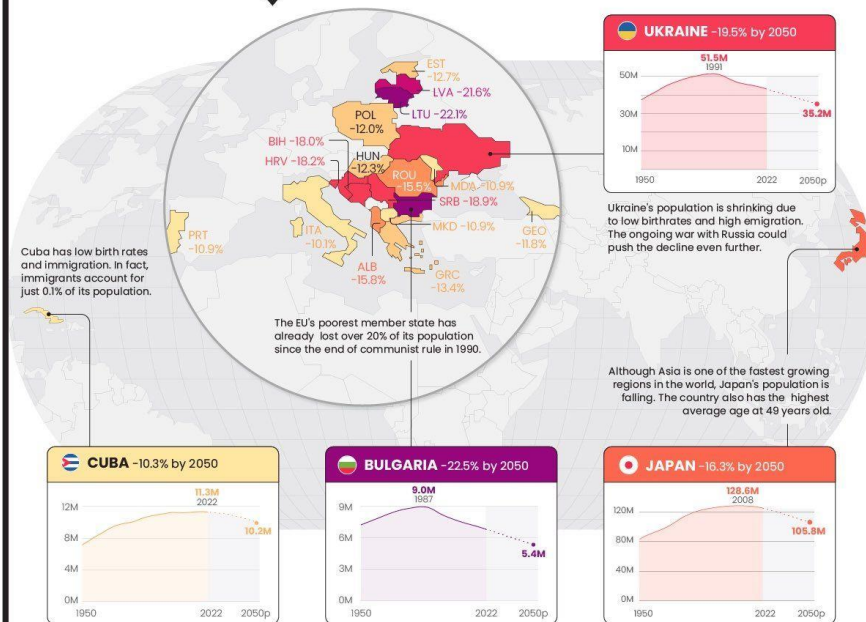 UKRAINE -19.5% by 2050
51.5M
1991
50M
30M
10M
35.2M
1950
2022
2050p
Ukraine's population is shrinking due
to low birthrates and high emigration.
The ongoing war with Russia could
push the decline even further.
EST
-12.7%
LVA -21.6%
LTU -22.1%
POL
-12.0%
BIH -18.0%
HRV -18.2%
HUN
-12.3%
ROU
-15.5%
MDA -10.9%
SRB -18.9%
MKD -10.9%
GEO
-11.8%
PRT
-10.9%
ITA
-10.1%
ALB
-15.8%
GRC
-13.4%
Cuba has low birth rates
and immigration. In fact,
immigrants account for
just 0.1% of its population.
The EU's poorest member state has
already lost over 20% of its population
since the end of communist rule in 1990.
Although Asia is one of the fastest growing
regions in the world, Japan's population is
falling. The country also has the highest
average age at 49 years old.
CUBA -10.3% by 2050
11.3M
2022
12M
8M
4M
0M
10.2M
1950
2022
2050p
BULGARIA -22.5% by 2050
9.0M
1987
9M
6M
3M
0M
5.4M
1950
2022
2050p
JAPAN -16.3% by 2050
128.6M
2008
120M
80M
40M
0M
105.8M
1950
2022
2050p